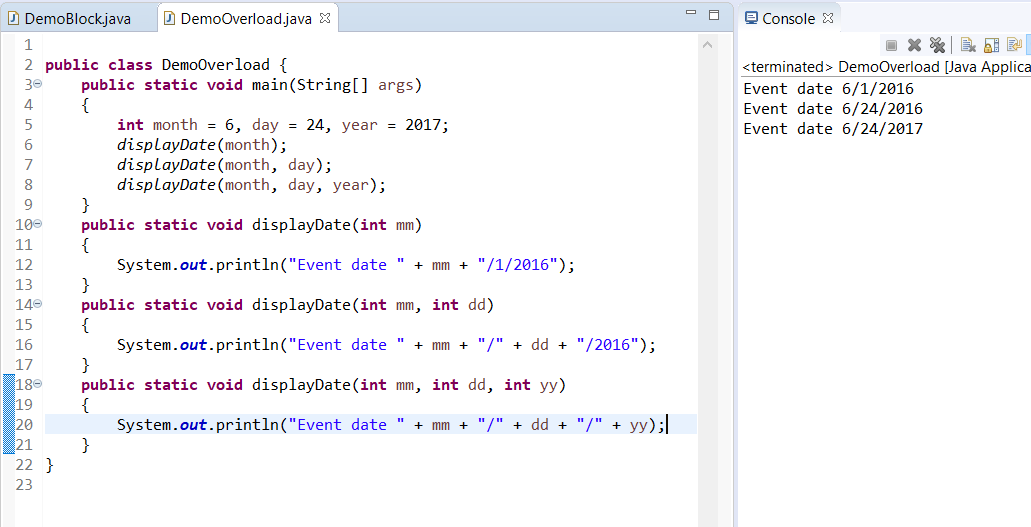 DemoBlock.java
DemoOverload.java
1
2 public class DemoOverload {
3 public static void main(String[] args)
4 {
5 int month = 6, day = 24, year = 2017;
6 displayDate(month);
7 displayDate(month, day);
8 displayDate(month, day, year);
9 }
10 public static void displayDate(int mm)
11 {
12 System.out.println("Event date " + mm + "/1/2016");
13 }
14 public static void displayDate(int mm, int dd)
15 {
16 System.out.println("Event date " + mm + "/" + dd + "/2016");
17 }
18 public static void displayDate(int mm, int dd, int yy)
19 {
20 System.out.println("Event date " + mm + "/" + dd + "/" + yy);
21 }
22 }
23
Console
<terminated> DemoOverload [Java Applica
Event date 6/1/2016
Event date 6/24/2016
Event date 6/24/2017